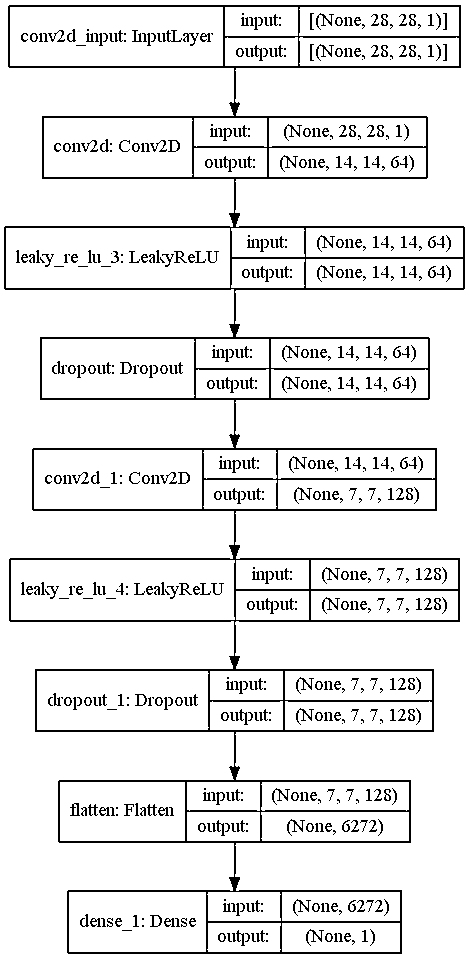 conv2d_input: InputLayer
input: [(None, 28, 28, 1)]
output: [(None, 28, 28, 1)]
conv2d: Conv2D
input: (None, 28, 28, 1)
output: (None, 14, 14, 64)
leaky_re_lu_3: LeakyReLU
input: (None, 14, 14, 64)
output: (None, 14, 14, 64)
dropout: Dropout
input: (None, 14, 14, 64)
output: (None, 14, 14, 64)
conv2d_1: Conv2D
input: (None, 14, 14, 64)
output: (None, 7, 7, 128)
leaky_re_lu_4: LeakyReLU
input: (None, 7, 7, 128)
output: (None, 7, 7, 128)
dropout_1: Dropout
input: (None, 7, 7, 128)
output: (None, 7, 7, 128)
flatten: Flatten
input: (None, 7, 7, 128)
output: (None, 6272)
dense_1: Dense
input: (None, 6272)
output: (None, 1)